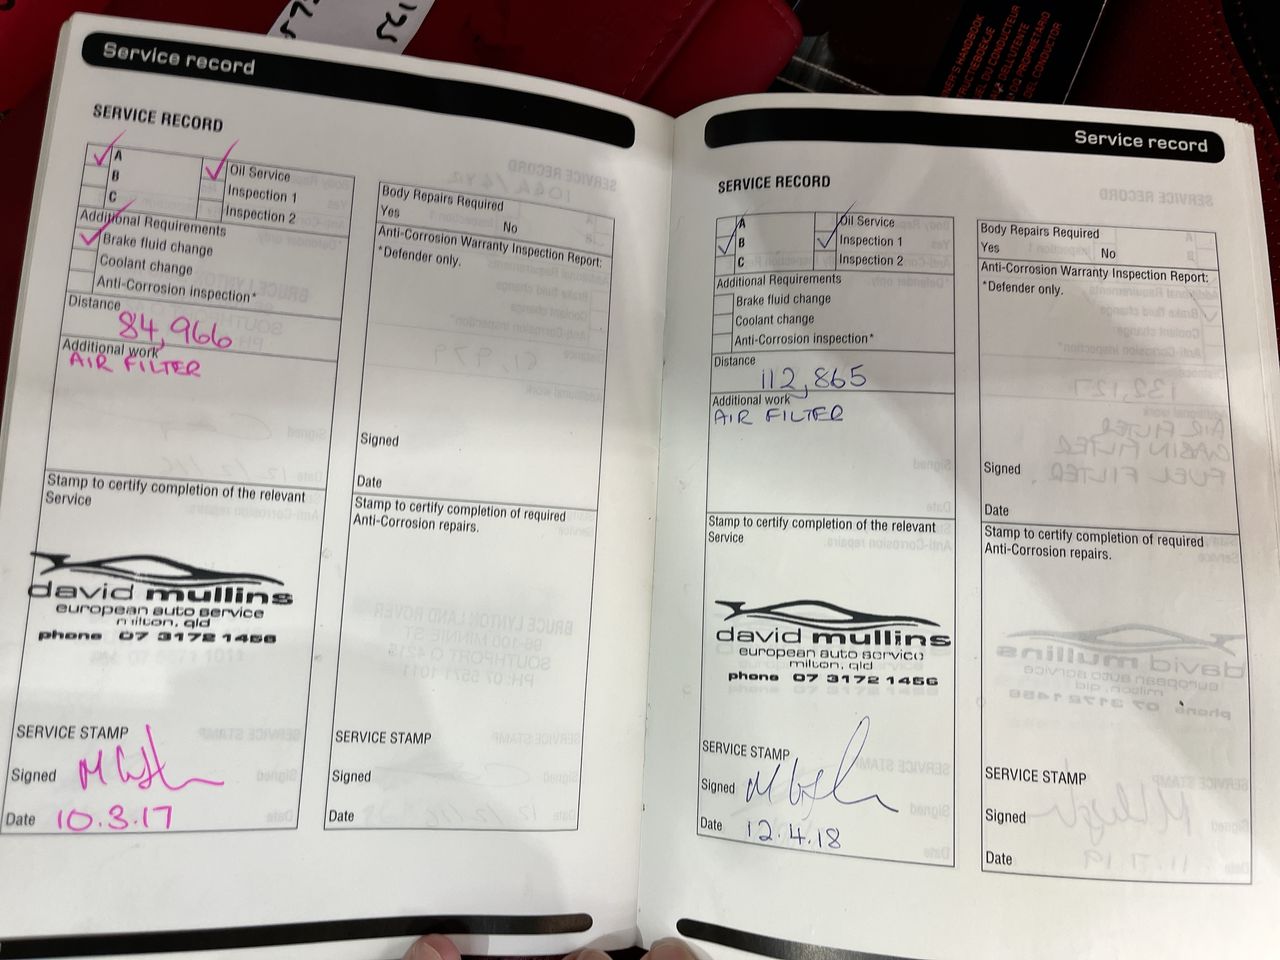 573
125
NER'S HANDBOOK
DEL CONDUCTOR
Service record
SERVICE RECORD
A
B
C
Oil Service
Inspection 1
Inspection 2
Additional Requirements
Brake fluid change
Coolant change
Anti-Corrosion inspection*
Distance
84,966
Additional work
AIR FILTER
Stamp to certify completion of the relevant
Service
david mullins
european auto service
milton, qld
phone 07 3172 1456
SERVICE STAMP
Signed
Date 10.3.17
Body Repairs Required
Yes No
Anti-Corrosion Warranty Inspection Report:
*Defender only.
Signed
Date
Stamp to certify completion of required
Anti-Corrosion repairs.
SERVICE STAMP
Signed
Date
Service record
SERVICE RECORD
A
B
C
Oil Service
Inspection 1
Inspection 2
Additional Requirements
Brake fluid change
Coolant change
Anti-Corrosion inspection*
Distance
112,865
Additional work
AIR FILTER
Stamp to certify completion of the relevant
Service
david mullins
european auto service
milton, qld
phone 07 3172 1456
SERVICE STAMP
Signed
Date 12.4.18
Body Repairs Required
Yes No
Anti-Corrosion Warranty Inspection Report:
*Defender only.
Signed
Date
Stamp to certify completion of required
Anti-Corrosion repairs.
SERVICE STAMP
Signed
Date